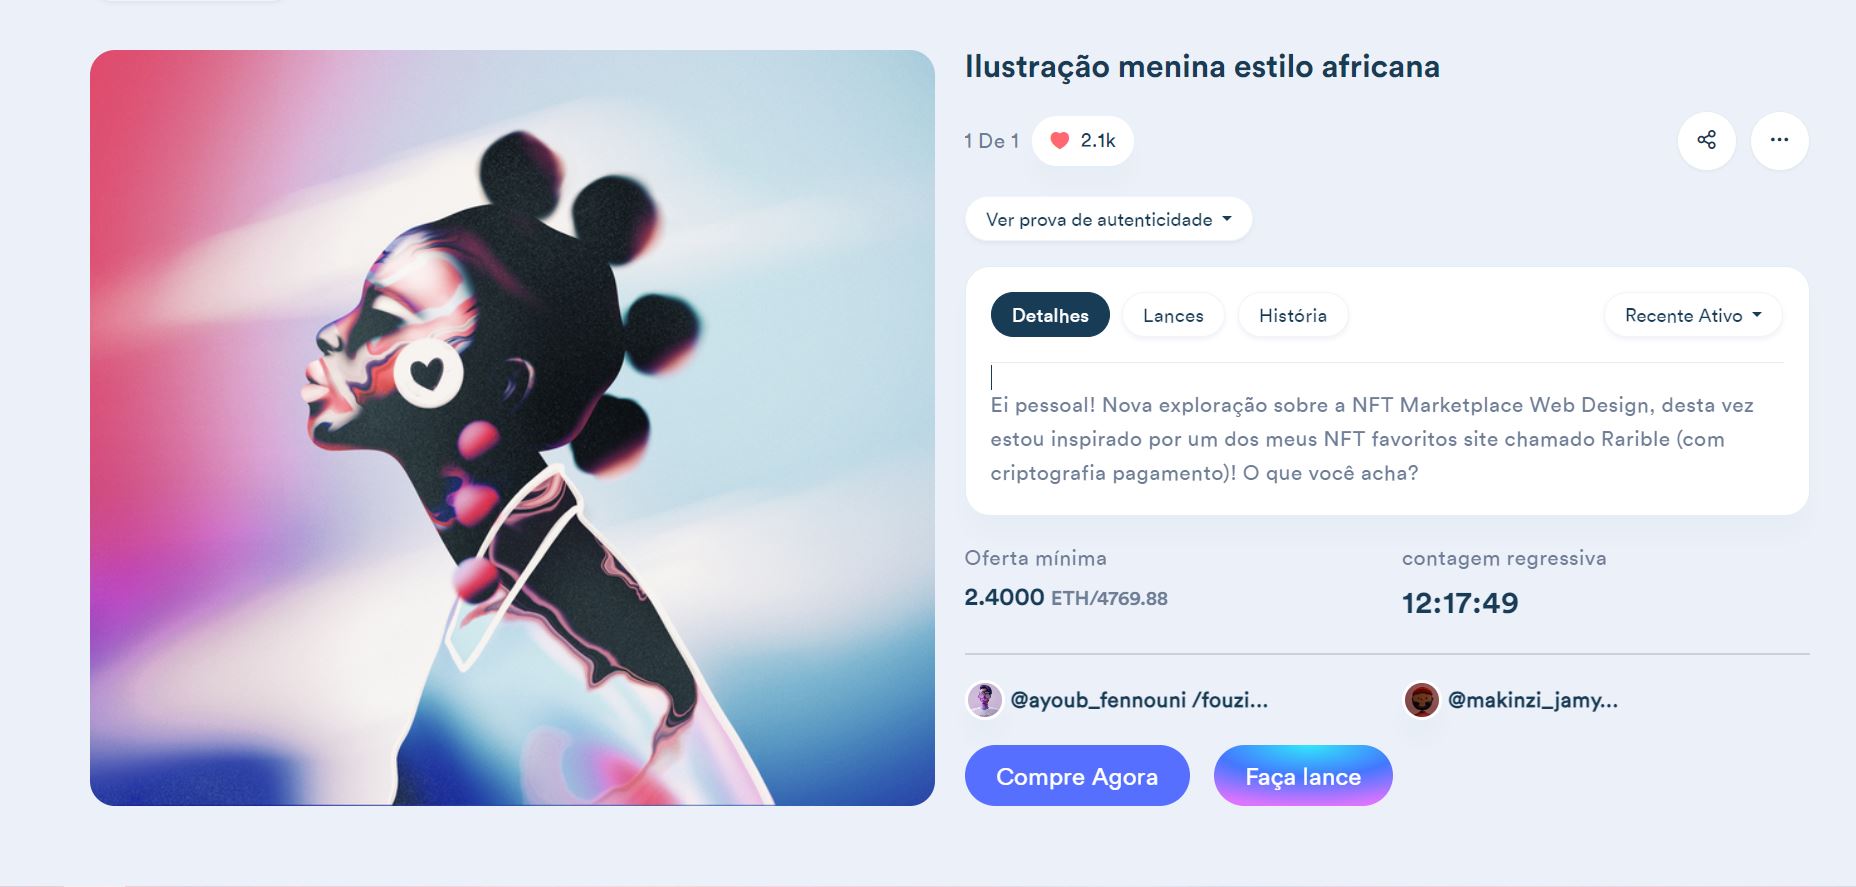 Ilustração menina estilo africana
1 De 1 2.1k
Ver prova de autenticidade
Detalhes Lances História Recente Ativo
Ei pessoal! Nova exploração sobre a NFT Marketplace Web Design, desta vez
estou inspirado por um dos meus NFT favoritos site chamado Rarible (com
criptografia pagamento)! O que você acha?
Oferta mínima contagem regressiva
2.4000 ETH/4769.88 12:17:49
@ayoub_fennouni /fouzi... @makinzi_jamy...
Compre Agora Faça lance